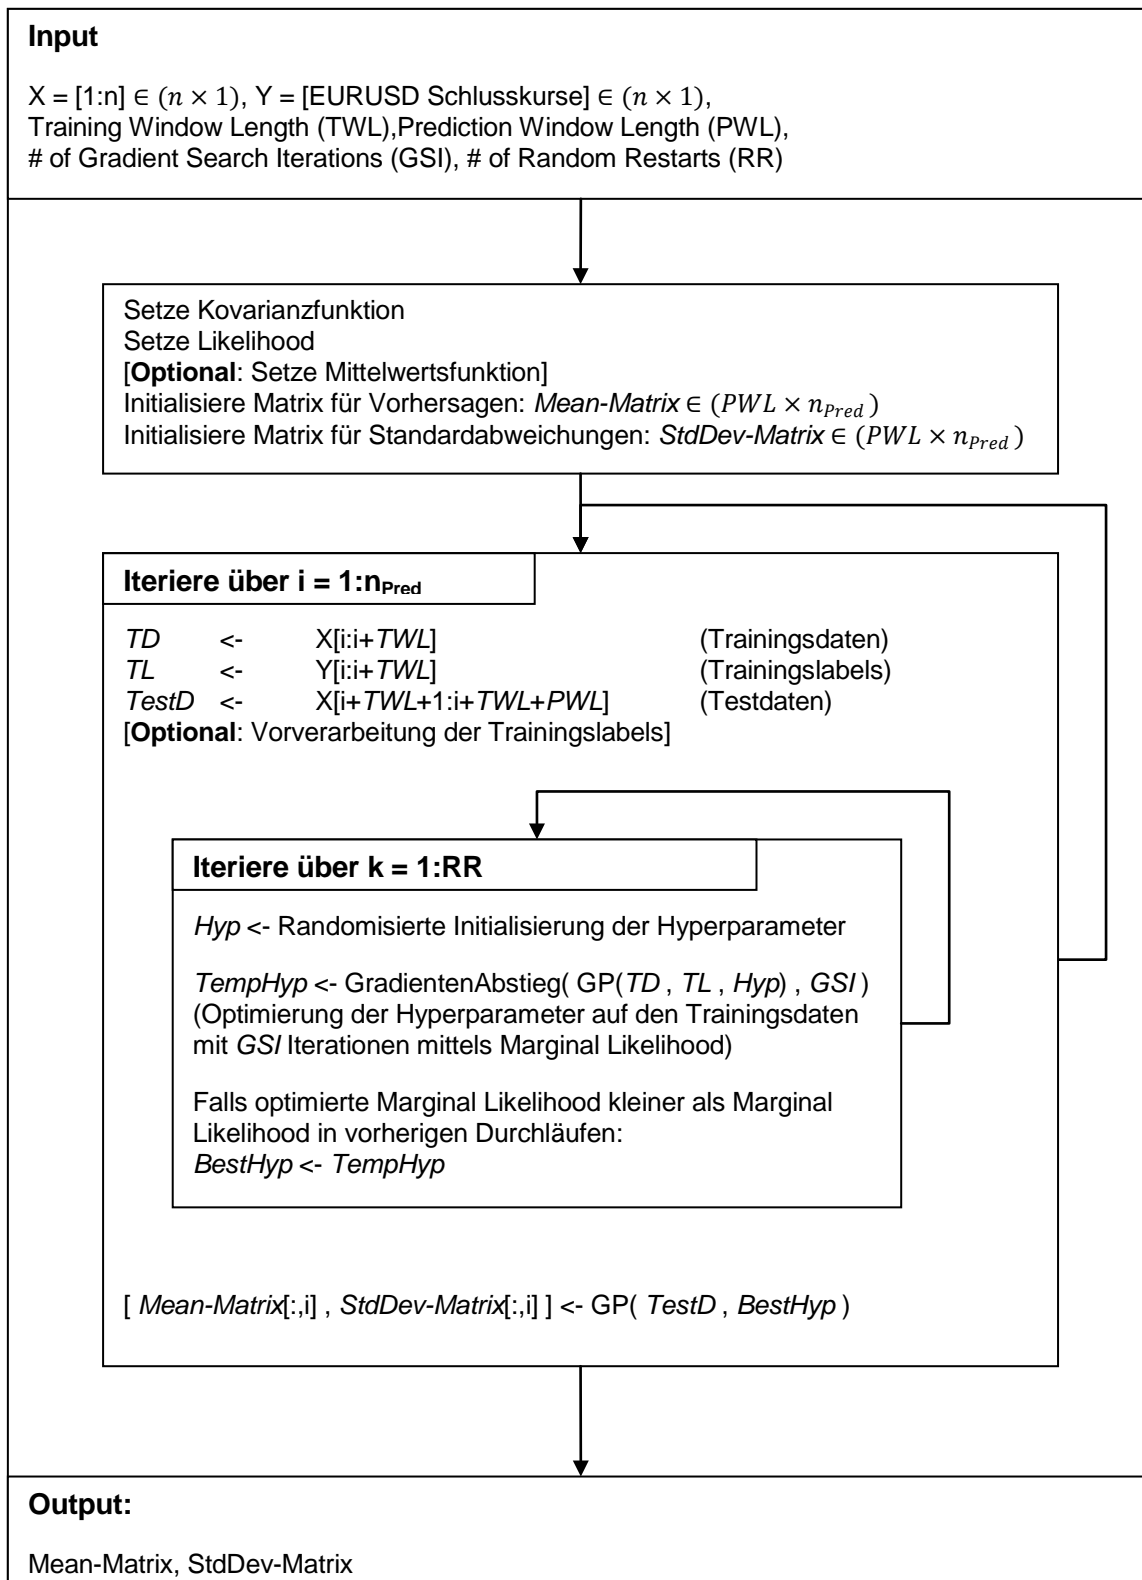 Input
X = [1:n] ∈ (n × 1), Y = [EURUSD Schlusskurse] ∈ (n × 1),
Training Window Length (TWL),Prediction Window Length (PWL),
# of Gradient Search Iterations (GSI), # of Random Restarts (RR)
Setze Kovarianzfunktion
Setze Likelihood
[Optional: Setze Mittelwertsfunktion]
Initialisiere Matrix für Vorhersagen: Mean-Matrix ∈ (PWL × n_Pred)
Initialisiere Matrix für Standardabweichungen: StdDev-Matrix ∈ (PWL × n_Pred)
Iteriere über i = 1:n_Pred
TD <- X[i:i+TWL] (Trainingsdaten)
TL <- Y[i:i+TWL] (Trainingslabels)
TestD <- X[i+TWL+1:i+TWL+PWL] (Testdaten)
[Optional: Vorverarbeitung der Trainingslabels]
Iteriere über k = 1:RR
Hyp <- Randomisierte Initialisierung der Hyperparameter
TempHyp <- GradientenAbstieg( GP(TD , TL , Hyp) , GSI )
(Optimierung der Hyperparameter auf den Trainingsdaten
mit GSI Iterationen mittels Marginal Likelihood)
Falls optimierte Marginal Likelihood kleiner als Marginal
Likelihood in vorherigen Durchläufen:
BestHyp <- TempHyp
[ Mean-Matrix[:,i] , StdDev-Matrix[:,i] ] <- GP( TestD , BestHyp )
Output:
Mean-Matrix, StdDev-Matrix